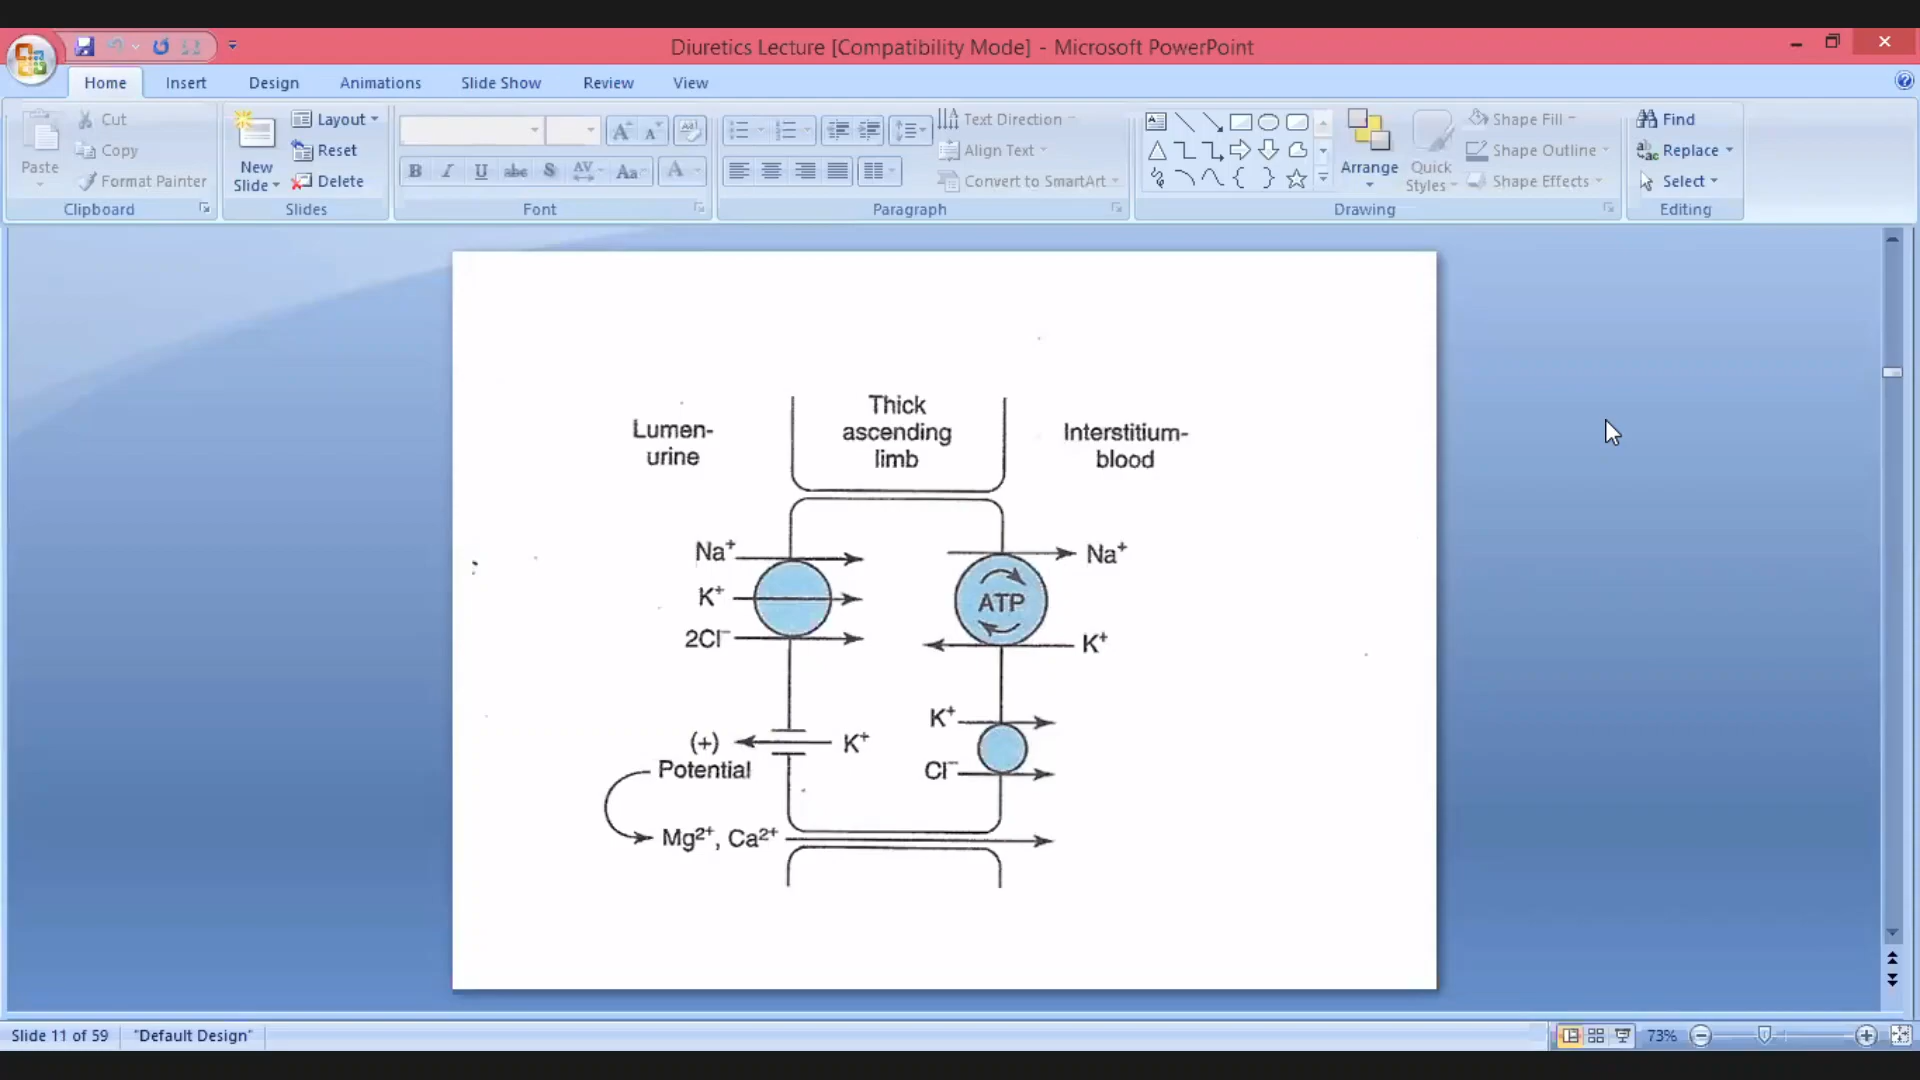 Diuretics Lecture [Compatibility Mode] - Microsoft PowerPoint
Home Insert Design Animations Slide Show Review View
Paste
Cut
Copy
Format Painter
Clipboard
New
Slide
Layout
Reset
Delete
Slides
B I U abc S AV Aa A
Font
Text Direction
Align Text
Convert to SmartArt
Paragraph
Arrange
Quick
Styles
Shape Fill
Shape Outline
Shape Effects
Drawing
Find
Replace
Select
Editing
Lumen-
urine
Thick
ascending
limb
Interstitium-
blood
Na⁺
K⁺
2Cl⁻
ATP
Na⁺
K⁺
K⁺
Cl⁻
(+)
Potential
K⁺
Mg²⁺, Ca²⁺
Slide 11 of 59 "Default Design" 73%